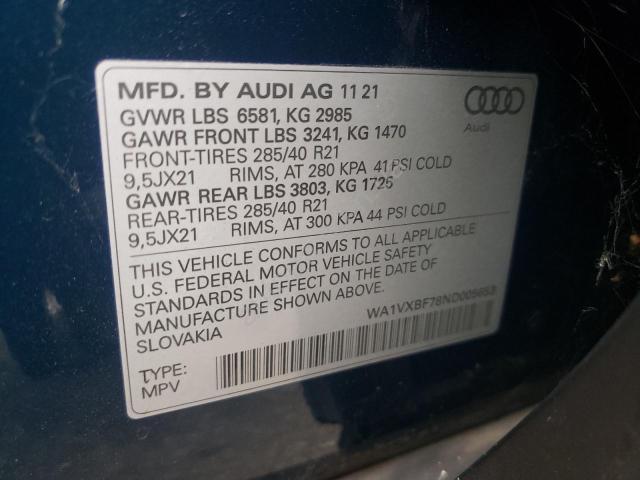 MFD. BY AUDI AG 11 21
GVWR LBS 6581, KG 2985
GAWR FRONT LBS 3241, KG 1470
FRONT-TIRES 285/40 R21
9,5JX21 RIMS, AT 280 KPA 41 PSI COLD
GAWR REAR LBS 3803, KG 1725
REAR-TIRES 285/40 R21
9,5JX21 RIMS, AT 300 KPA 44 PSI COLD
Audi
THIS VEHICLE CONFORMS TO ALL APPLICABLE
U.S. FEDERAL MOTOR VEHICLE SAFETY
STANDARDS IN EFFECT ON THE DATE OF
MANUFACTURE SHOWN ABOVE.
SLOVAKIA
WA1VXBF78ND005653
TYPE:
MPV